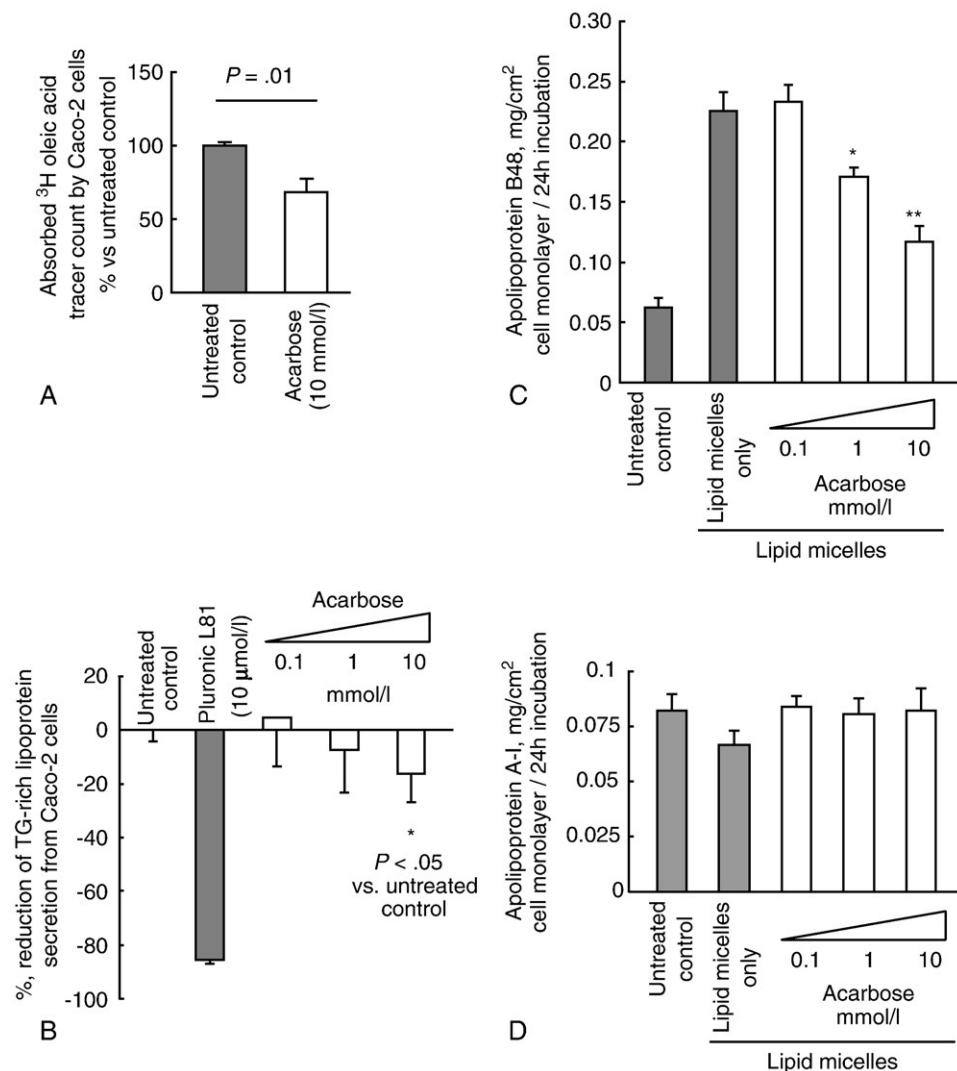 Absorbed ³H oleic acid
tracer count by Caco-2 cells
% vs untreated control
150
100
50
0
P = .01
Untreated
control
Acarbose
(10 mmol/l)
A
Apolipoprotein B48, mg/cm²
cell monolayer / 24h incubation
0.30
0.25
0.20
0.15
0.10
0.05
0
*
**
Untreated
control
Lipid micelles
only
0.1 1 10
Acarbose
mmol/l
Lipid micelles
C
%, reduction of TG-rich lipoprotein
secretion from Caco-2 cells
20
0
-20
-40
-60
-80
-100
Untreated
control
Pluronic L81
(10 µmol/l)
Acarbose
0.1 1 10
mmol/l
*
P < .05
vs. untreated
control
B
Apolipoprotein A-I, mg/cm²
cell monolayer / 24h incubation
0.1
0.075
0.05
0.025
0
Untreated
control
Lipid micelles
only
0.1 1 10
Acarbose
mmol/l
Lipid micelles
D